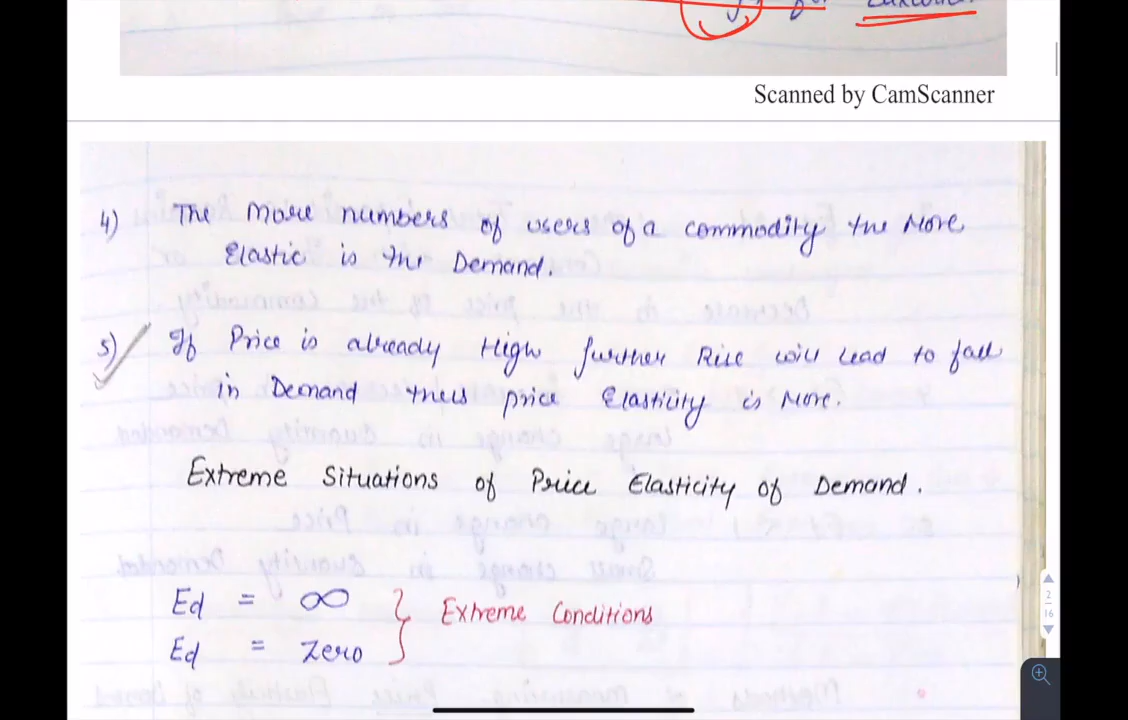 Scanned by CamScanner
4) The More numbers of users of a commodity the More
Elastic is the Demand.
5) If Price is already High further Rise will lead to fall
in Demand thus price Elasticity is More.
Extreme Situations of Price Elasticity of Demand.
Ed = ∞ } Extreme Conditions
Ed = Zero
2
16